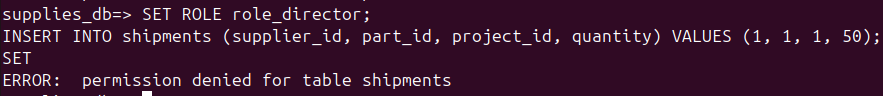 supplies_db=> SET ROLE role_director;
INSERT INTO shipments (supplier_id, part_id, project_id, quantity) VALUES (1, 1, 1, 50);
SET
ERROR:  permission denied for table shipments